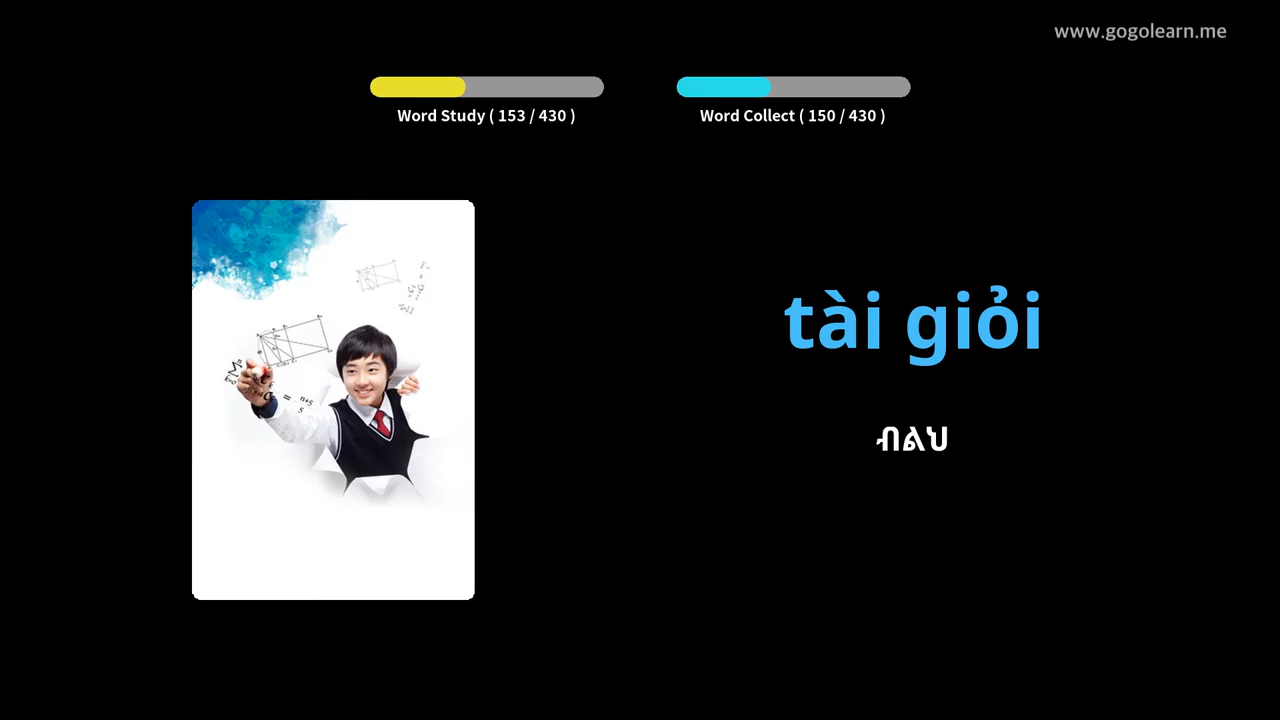 www.gogolearn.me
Word Study ( 153 / 430 )
Word Collect ( 150 / 430 )
tài giỏi
ብልህ